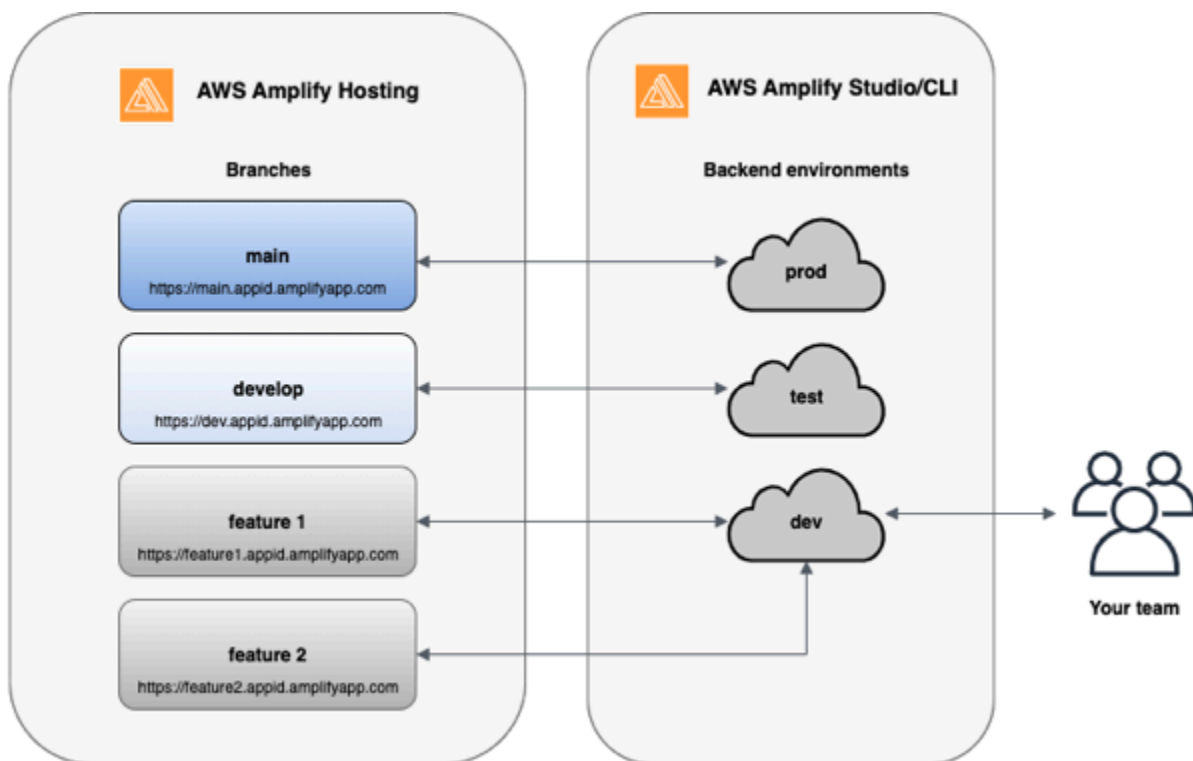 AWS Amplify Hosting
Branches
main
https://main.appid.amplifyapp.com
develop
https://dev.appid.amplifyapp.com
feature 1
https://feature1.appid.amplifyapp.com
feature 2
https://feature2.appid.amplifyapp.com
AWS Amplify Studio/CLI
Backend environments
prod
test
dev
Your team